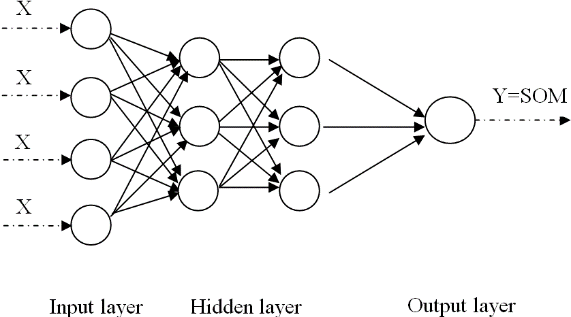 X
X
Y=SOM
X
X
Input layer
Hidden layer
Output layer